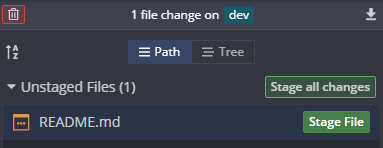 1 file change on dev
A
Z
Path
Tree
Unstaged Files (1)
Stage all changes
README.md
Stage File